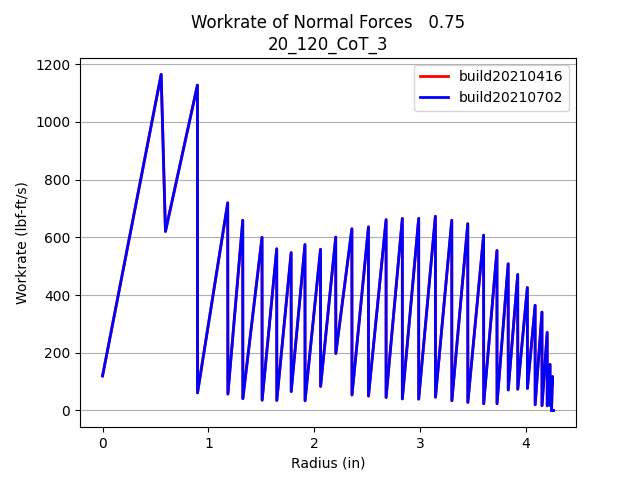 Workrate of Normal Forces   0.75
20_120_CoT_3
1200
1000
800
600
400
200
0
Workrate (lbf-ft/s)
build20210416
build20210702
0 1 2 3 4
Radius (in)